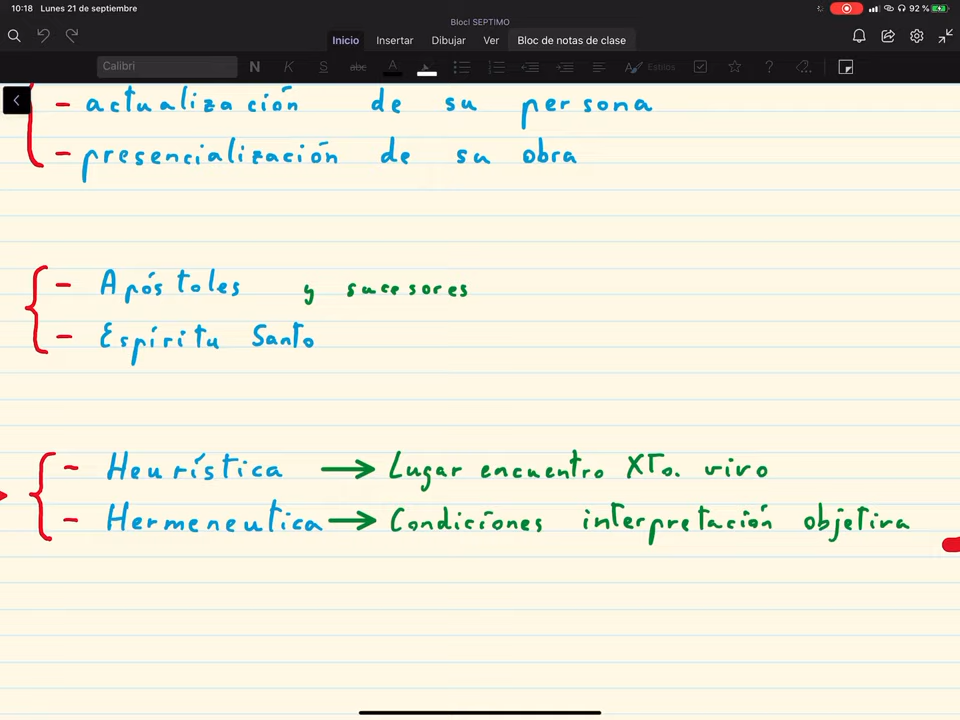 10:18 Lunes 21 de septiembre 92 %
Bloc! SEPTIMO
Inicio Insertar Dibujar Ver Bloc de notas de clase
Calibri N K S abc A Estilos
- actualización de su persona
- presencialización de su obra
- Apóstoles y sucesores
- Espíritu Santo
- Heurística → Lugar encuentro XTo. vivo
- Hermeneutica → Condiciones interpretación objetiva